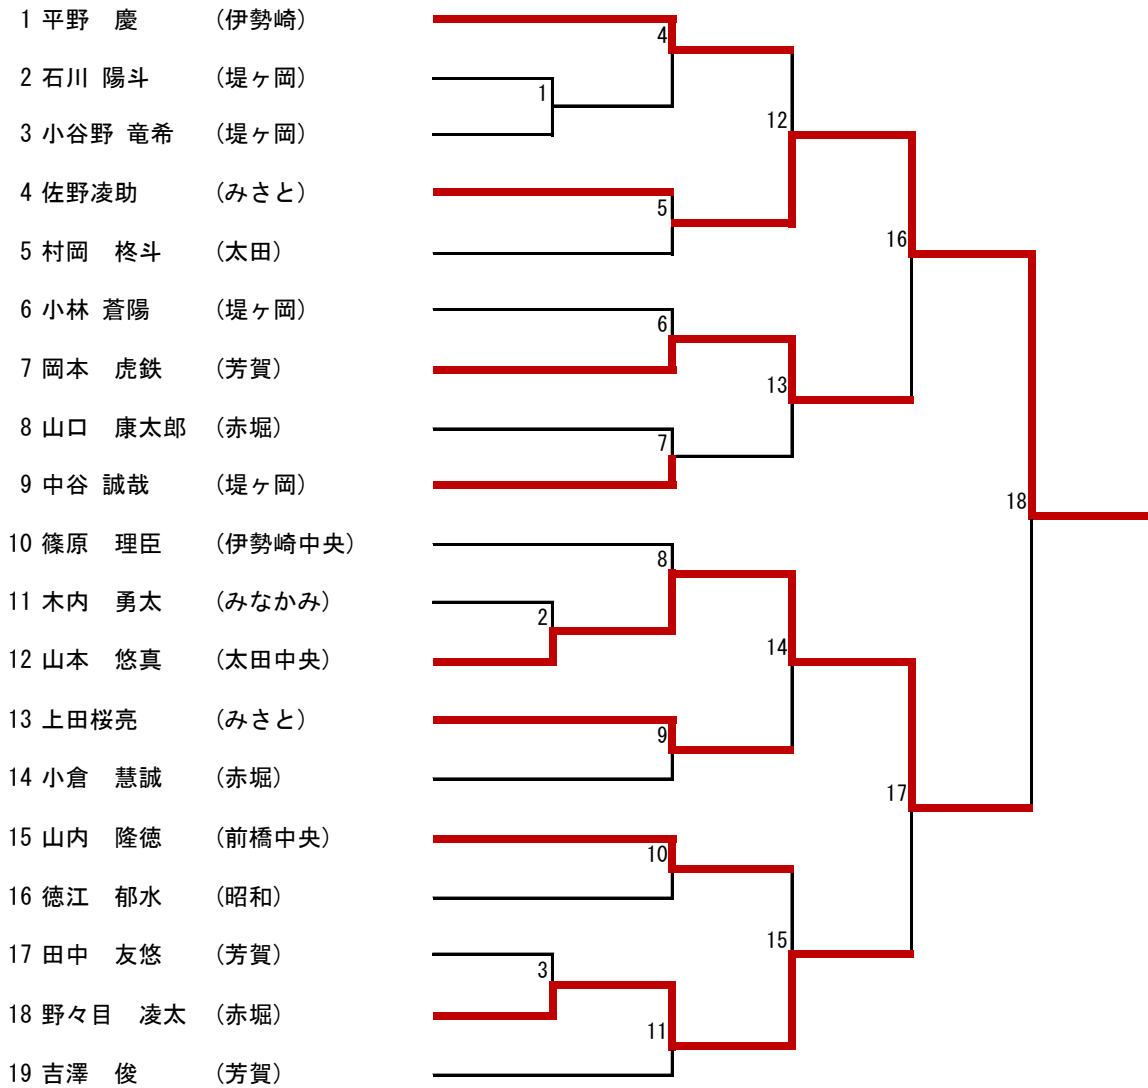 1 平野　慶 (伊勢崎)
4
2 石川 陽斗 (堤ヶ岡)
1
3 小谷野 竜希 (堤ヶ岡)
12
4 佐野凌助 (みさと)
5
5 村岡　柊斗 (太田)
16
6 小林 蒼陽 (堤ヶ岡)
6
7 岡本　虎鉄 (芳賀)
13
8 山口　康太郎 (赤堀)
7
9 中谷 誠哉 (堤ヶ岡)
18
10 篠原　理臣 (伊勢崎中央)
8
11 木内　勇太 (みなかみ)
2
12 山本　悠真 (太田中央)
14
13 上田桜亮 (みさと)
9
14 小倉　慧誠 (赤堀)
17
15 山内　隆徳 (前橋中央)
10
16 徳江　郁水 (昭和)
15
17 田中　友悠 (芳賀)
3
18 野々目　凌太 (赤堀)
11
19 吉澤　俊 (芳賀)